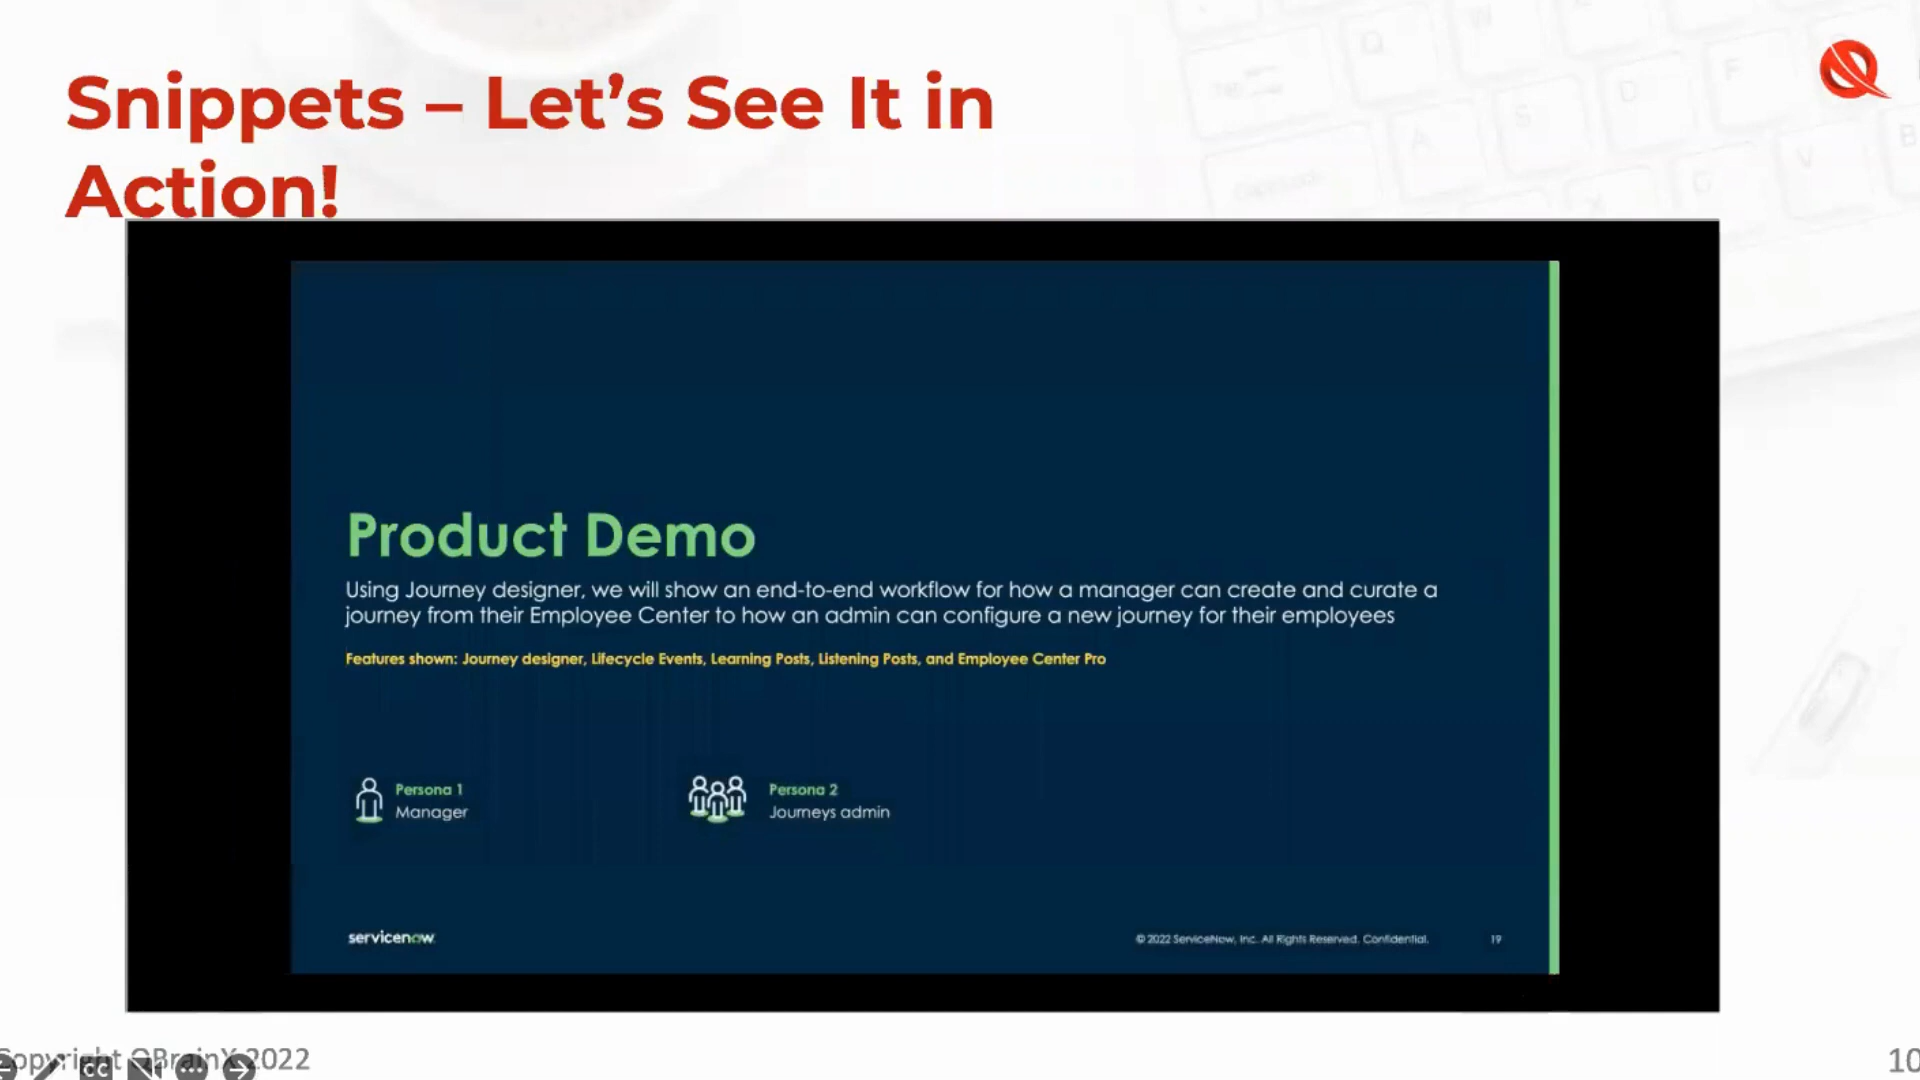 Snippets – Let’s See It in
Action!
Product Demo
Using Journey designer, we will show an end-to-end workflow for how a manager can create and curate a
journey from their Employee Center to how an admin can configure a new journey for their employees
Features shown: Journey designer, Lifecycle Events, Learning Posts, Listening Posts, and Employee Center Pro
Persona 1
Manager
Persona 2
Journeys admin
servicenow
© 2022 ServiceNow, Inc. All Rights Reserved. Confidential.
19
Copyright QBrainX 2022
10